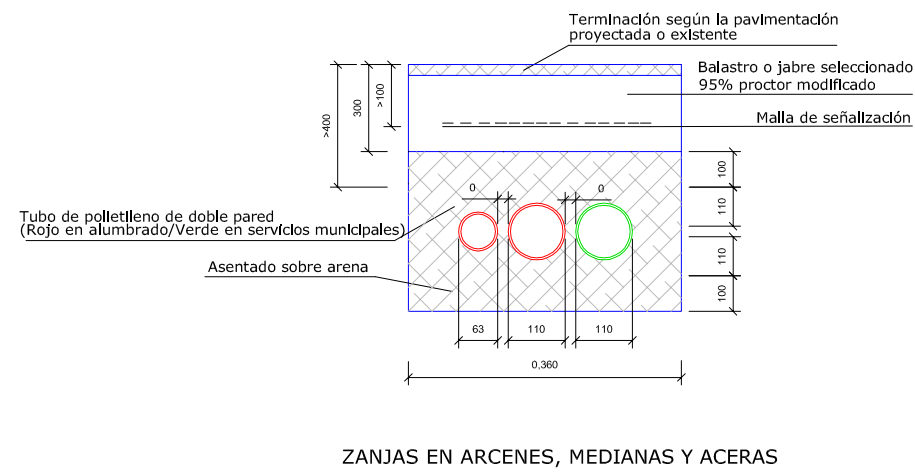 Terminación según la pavimentación
proyectada o existente
Balastro o jabre seleccionado
95% proctor modificado
Malla de señalización
>400
300
>100
100
110
110
100
0
0
Tubo de polietileno de doble pared
(Rojo en alumbrado/Verde en servicios municipales)
Asentado sobre arena
63
110
110
0,360
ZANJAS EN ARCENES, MEDIANAS Y ACERAS